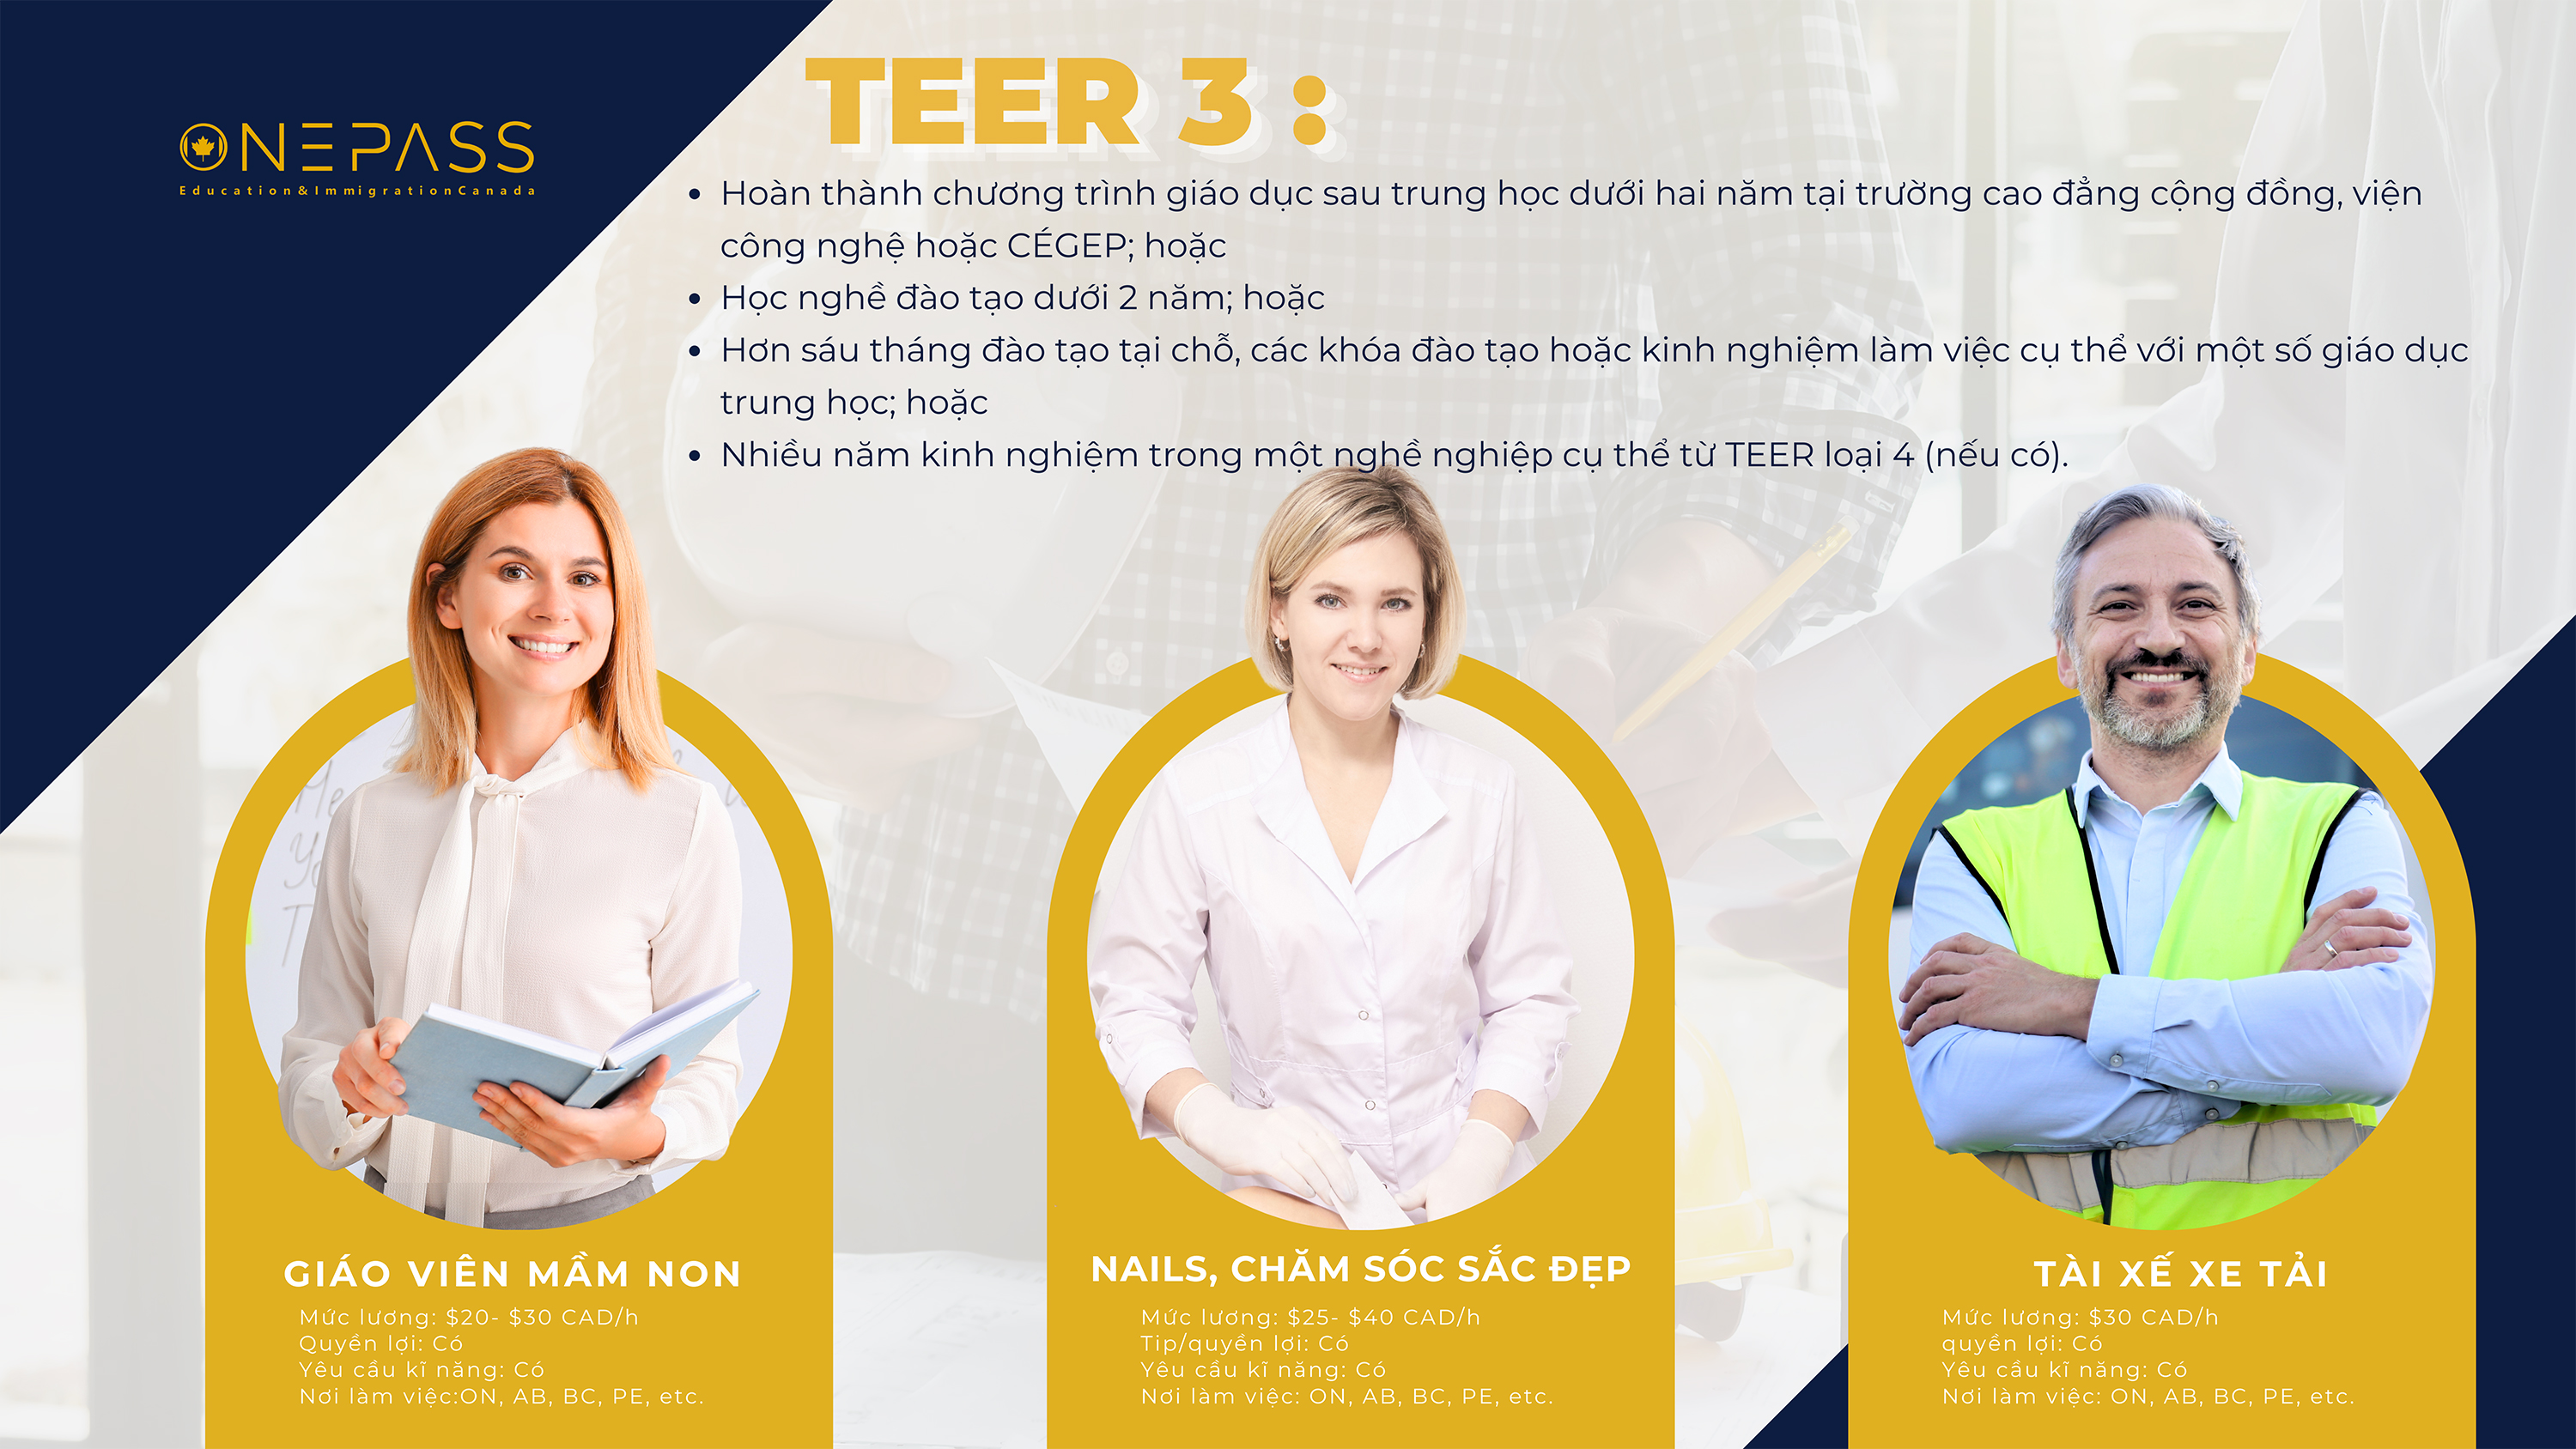 ONEPASS
Education&ImmigrationCanada
TEER 3 :
• Hoàn thành chương trình giáo dục sau trung học dưới hai năm tại trường cao đẳng cộng đồng, viện
công nghệ hoặc CÉGEP; hoặc
• Học nghề đào tạo dưới 2 năm; hoặc
• Hơn sáu tháng đào tạo tại chỗ, các khóa đào tạo hoặc kinh nghiệm làm việc cụ thể với một số giáo dục
trung học; hoặc
• Nhiều năm kinh nghiệm trong một nghề nghiệp cụ thể từ TEER loại 4 (nếu có).
GIÁO VIÊN MẦM NON
Mức lương: $20- $30 CAD/h
Quyền lợi: Có
Yêu cầu kĩ năng: Có
Nơi làm việc:ON, AB, BC, PE, etc.
NAILS, CHĂM SÓC SẮC ĐẸP
Mức lương: $25- $40 CAD/h
Tip/quyền lợi: Có
Yêu cầu kĩ năng: Có
Nơi làm việc: ON, AB, BC, PE, etc.
TÀI XẾ XE TẢI
Mức lương: $30 CAD/h
quyền lợi: Có
Yêu cầu kĩ năng: Có
Nơi làm việc: ON, AB, BC, PE, etc.